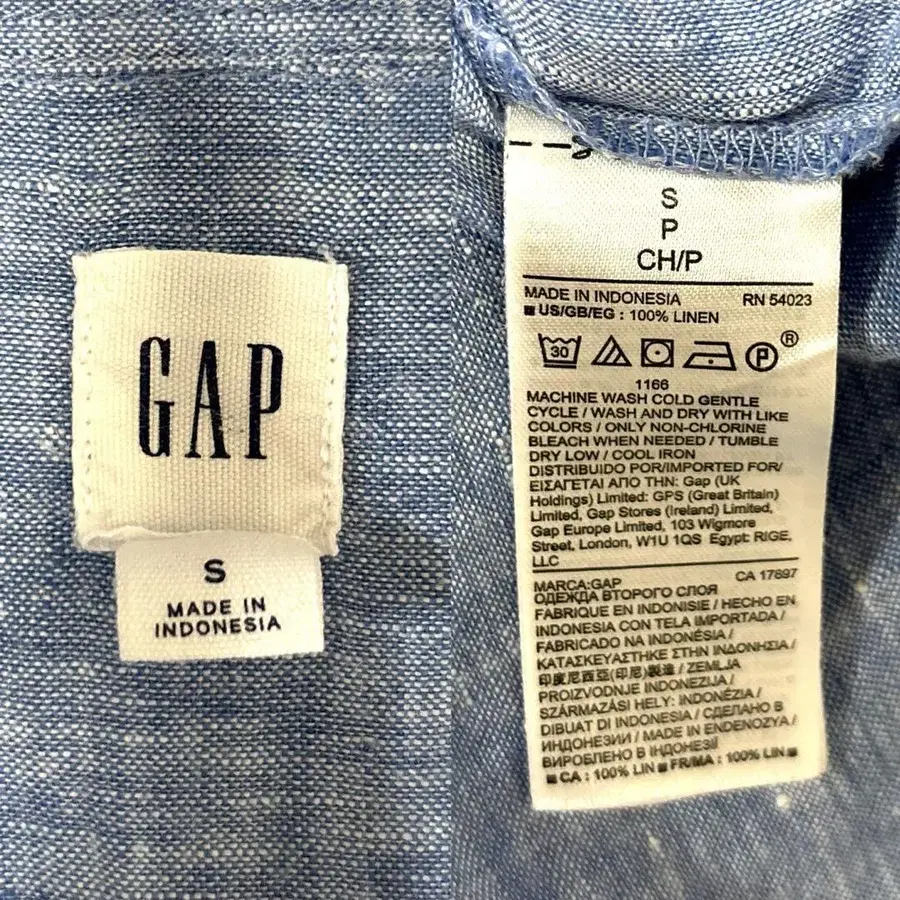 GAP
S
MADE IN
INDONESIA
S
P
CH/P
MADE IN INDONESIA RN 54023
■ US/GB/EG : 100% LINEN
30 P ®
1166
MACHINE WASH COLD GENTLE
CYCLE / WASH AND DRY WITH LIKE
COLORS / ONLY NON-CHLORINE
BLEACH WHEN NEEDED / TUMBLE
DRY LOW / COOL IRON
DISTRIBUIDO POR/IMPORTED FOR/
ΕΙΣΑΓΕΤΑΙ ΑΠΟ ΤΗΝ: Gap (UK
Holdings) Limited: GPS (Great Britain)
Limited, Gap Stores (Ireland) Limited,
Gap Europe Limited, 103 Wigmore
Street, London, W1U 1QS Egypt: RIGE,
LLC
MARCA:GAP CA 17897
ОДЕЖДА ВТОРОГО СЛОЯ
FABRIQUE EN INDONISIE / HECHO EN
INDONESIA CON TELA IMPORTADA /
FABRICADO NA INDONÉSIA /
ΚΑΤΑΣΚΕΥΑΣΤΗΚΕ ΣΤΗΝ ΙΝΔΟΝΗΣΙΑ /
印度尼西亞(印尼)製造 / ZEMLJA
PROIZVODNJE INDONEZIJA /
SZÁRMAZÁSI HELY: INDONÉZIA /
DIBUAT DI INDONESIA / СДЕЛАНО В
ИНДОНЕЗИИ / MADE IN ENDENOZYA /
ВИРОБЛЕНО В ІНДОНЕЗІЇ
■ CA : 100% LIN ■ FR/MA : 100% LIN ■